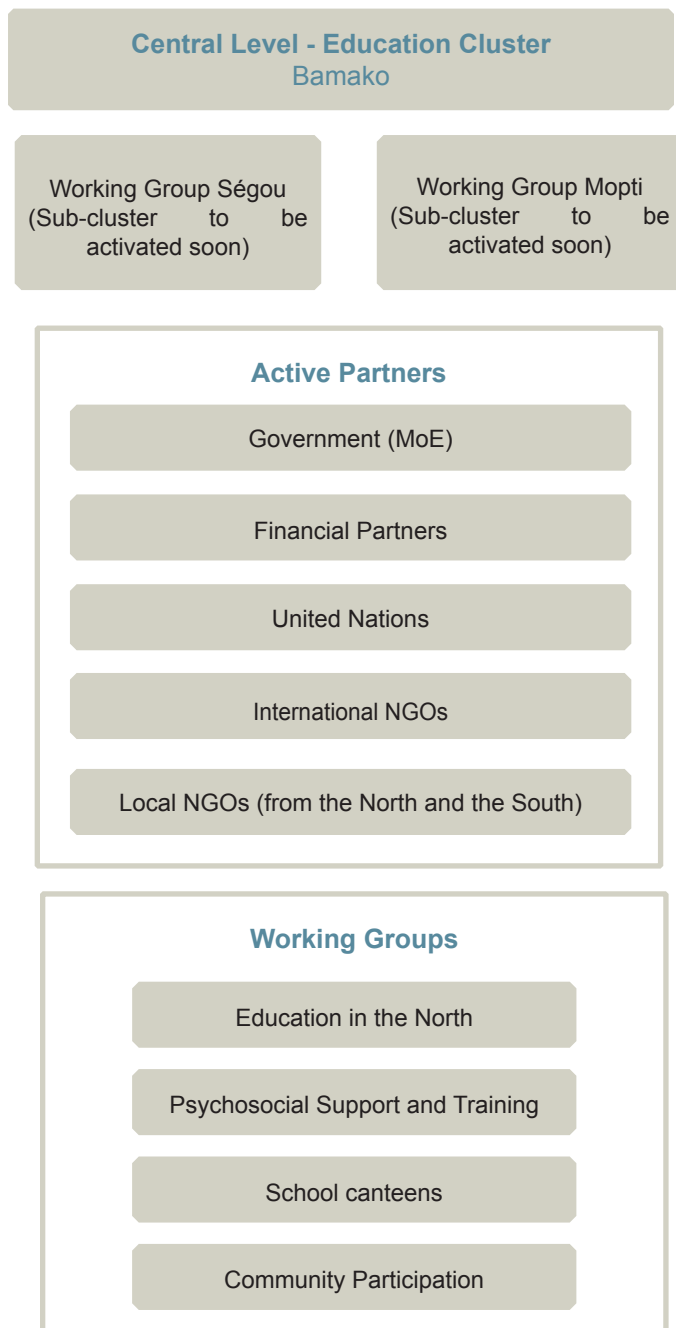 Central Level - Education Cluster
Bamako
Working Group Ségou
(Sub-cluster to be
activated soon)
Working Group Mopti
(Sub-cluster to be
activated soon)
Active Partners
Government (MoE)
Financial Partners
United Nations
International NGOs
Local NGOs (from the North and the South)
Working Groups
Education in the North
Psychosocial Support and Training
School canteens
Community Participation